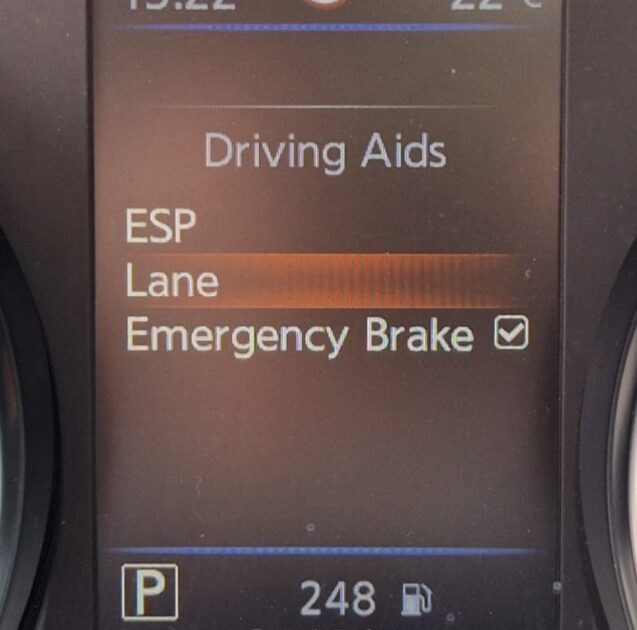 Driving Aids
ESP
Lane
Emergency Brake
P 248